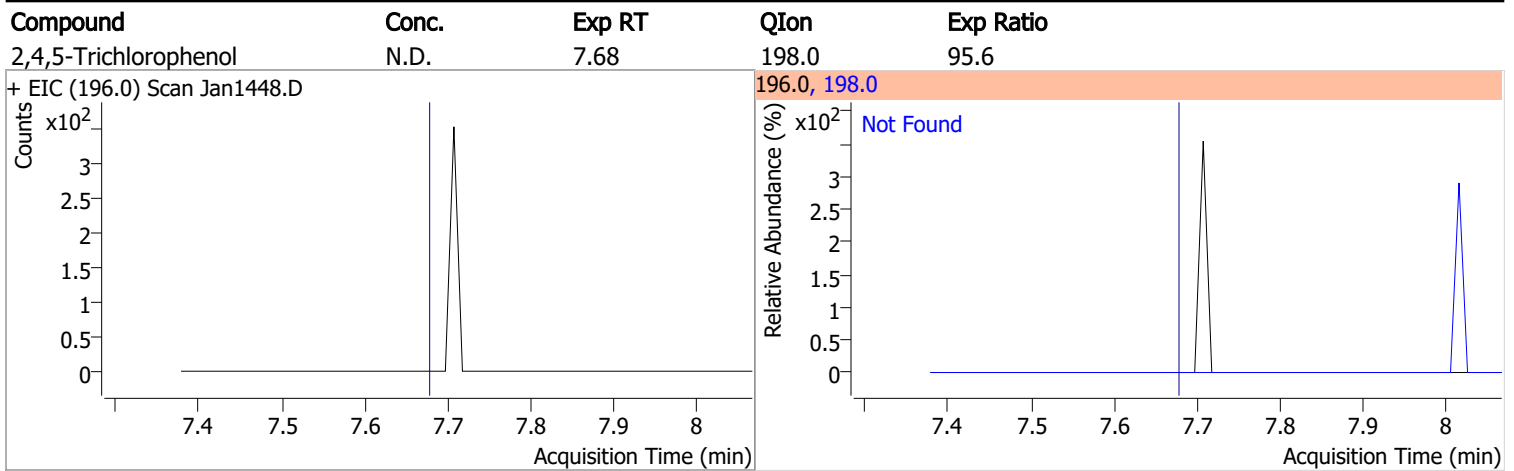 Compound Conc. Exp RT QIon Exp Ratio
2,4,5-Trichlorophenol N.D. 7.68 198.0 95.6
+ EIC (196.0) Scan Jan1448.D
Counts
x10²
3
2.5
2
1.5
1
0.5
0
7.4 7.5 7.6 7.7 7.8 7.9 8
Acquisition Time (min)
196.0, 198.0
Relative Abundance (%)
x10²
Not Found
3
2.5
2
1.5
1
0.5
0
7.4 7.5 7.6 7.7 7.8 7.9 8
Acquisition Time (min)